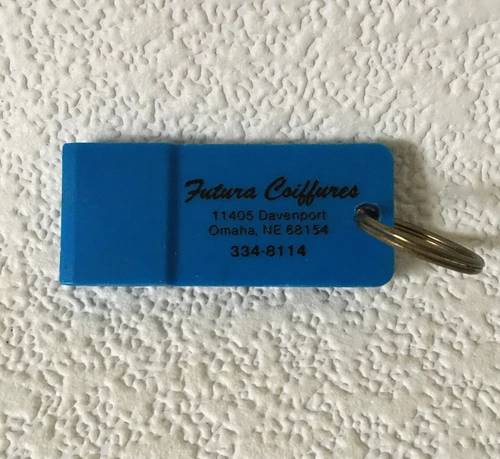 Futura Coiffures
11405 Davenport
Omaha, NE 68154
334-8114